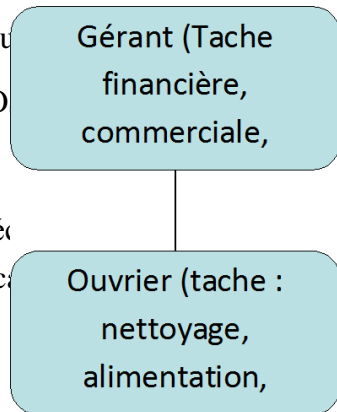 Gérant (Tache
financière,
commerciale,
Ouvrier (tache :
nettoyage,
alimentation,